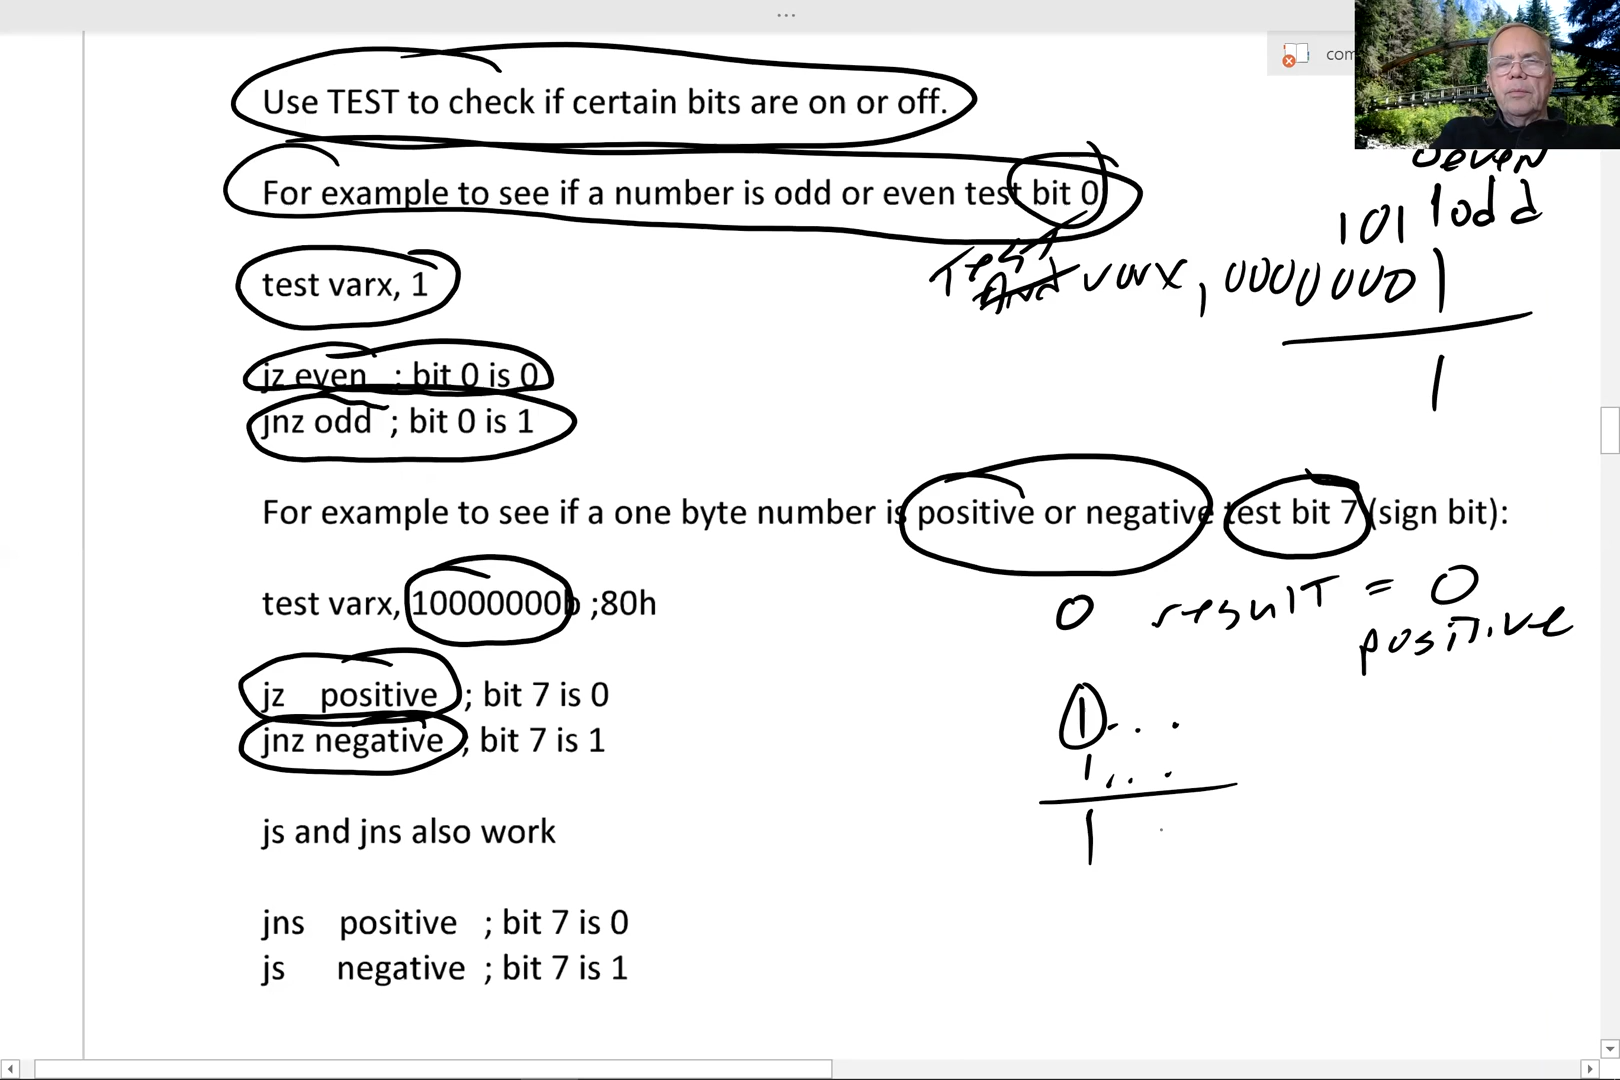 ...
com
Use TEST to check if certain bits are on or off.
0 even
For example to see if a number is odd or even test bit 0
1 odd
101
test varx, 1
Test And varx, 00000001
1
jz even ; bit 0 is 0
jnz odd ; bit 0 is 1
For example to see if a one byte number is positive or negative test bit 7 (sign bit):
test varx, 10000000b ;80h
0 result = 0
positive
jz positive ; bit 7 is 0
1...
jnz negative ; bit 7 is 1
1...
1
js and jns also work
jns positive ; bit 7 is 0
js negative ; bit 7 is 1